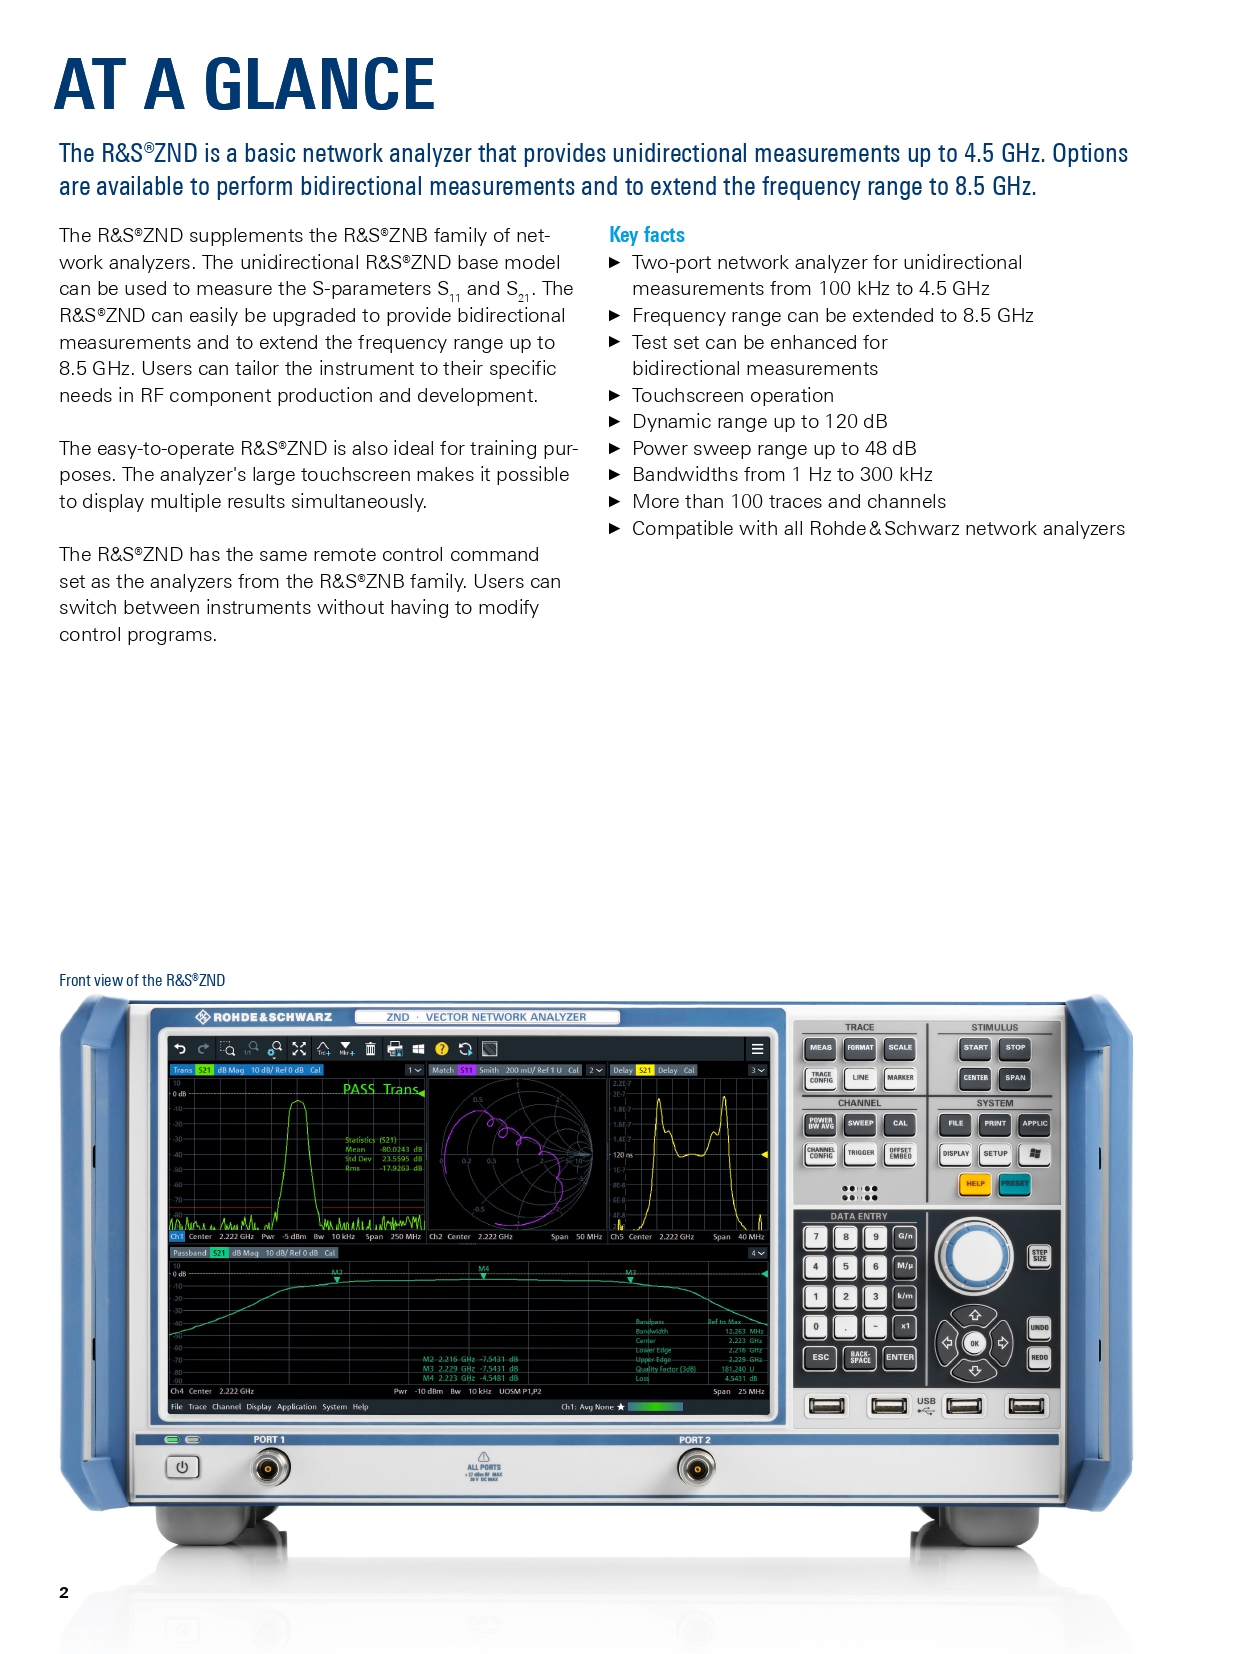 AT A GLANCE
The R&S®ZND is a basic network analyzer that provides unidirectional measurements up to 4.5 GHz. Options
are available to perform bidirectional measurements and to extend the frequency range to 8.5 GHz.
The R&S®ZND supplements the R&S®ZNB family of net-
work analyzers. The unidirectional R&S®ZND base model
can be used to measure the S-parameters S11 and S21. The
R&S®ZND can easily be upgraded to provide bidirectional
measurements and to extend the frequency range up to
8.5 GHz. Users can tailor the instrument to their specific
needs in RF component production and development.
The easy-to-operate R&S®ZND is also ideal for training pur-
poses. The analyzer's large touchscreen makes it possible
to display multiple results simultaneously.
The R&S®ZND has the same remote control command
set as the analyzers from the R&S®ZNB family. Users can
switch between instruments without having to modify
control programs.
Key facts
► Two-port network analyzer for unidirectional
measurements from 100 kHz to 4.5 GHz
► Frequency range can be extended to 8.5 GHz
► Test set can be enhanced for
bidirectional measurements
► Touchscreen operation
► Dynamic range up to 120 dB
► Power sweep range up to 48 dB
► Bandwidths from 1 Hz to 300 kHz
► More than 100 traces and channels
► Compatible with all Rohde & Schwarz network analyzers
Front view of the R&S®ZND
ROHDE&SCHWARZ
ZND · VECTOR NETWORK ANALYZER
Trans S21 dB Mag 10 dB/ Ref 0 dB Cal 1
Match S11 Smith 200 mU/ Ref 1 U Cal 2
Delay S21 Delay Cal 3
PASS Trans
Statistics (S21)
Mean -80.0243 dB
Std Dev 23.5595 dB
Rms -17.9263 dB
Ch1 Center 2.222 GHz Pwr -5 dBm Bw 10 kHz Span 250 MHz
Ch2 Center 2.222 GHz Span 50 MHz
Ch5 Center 2.222 GHz Span 40 MHz
Passband S21 dB Mag 10 dB/ Ref 0 dB Cal 4
M2 M4 M3
Bandpass Ref to Max
Bandwidth 12.263 MHz
Center 2.223 GHz
Lower Edge 2.216 GHz
Upper Edge 2.229 GHz
Quality Factor (3dB) 181.240 U
Loss 4.5431 dB
M2 2.216 GHz -7.5431 dB
M3 2.229 GHz -7.5431 dB
M4 2.223 GHz -4.5481 dB
Ch4 Center 2.222 GHz Pwr -10 dBm Bw 10 kHz UOSM P1,P2 Span 25 MHz
File Trace Channel Display Application System Help
Ch1: Avg None
TRACE
MEAS FORMAT SCALE
TRACE CONFIG LINE MARKER
STIMULUS
START STOP
CENTER SPAN
CHANNEL
POWER BW AVG SWEEP CAL
CHANNEL CONFIG TRIGGER OFFSET EMBED
SYSTEM
FILE PRINT APPLIC
DISPLAY SETUP
HELP PRESET
DATA ENTRY
7 8 9 G/n
4 5 6 M/µ
1 2 3 k/m
0 . - x1
ESC BACK-SPACE ENTER
STEP SIZE
OK
UNDO
REDO
USB
PORT 1
PORT 2
ALL PORTS
+27 dBm RF MAX
30 V DC MAX
2